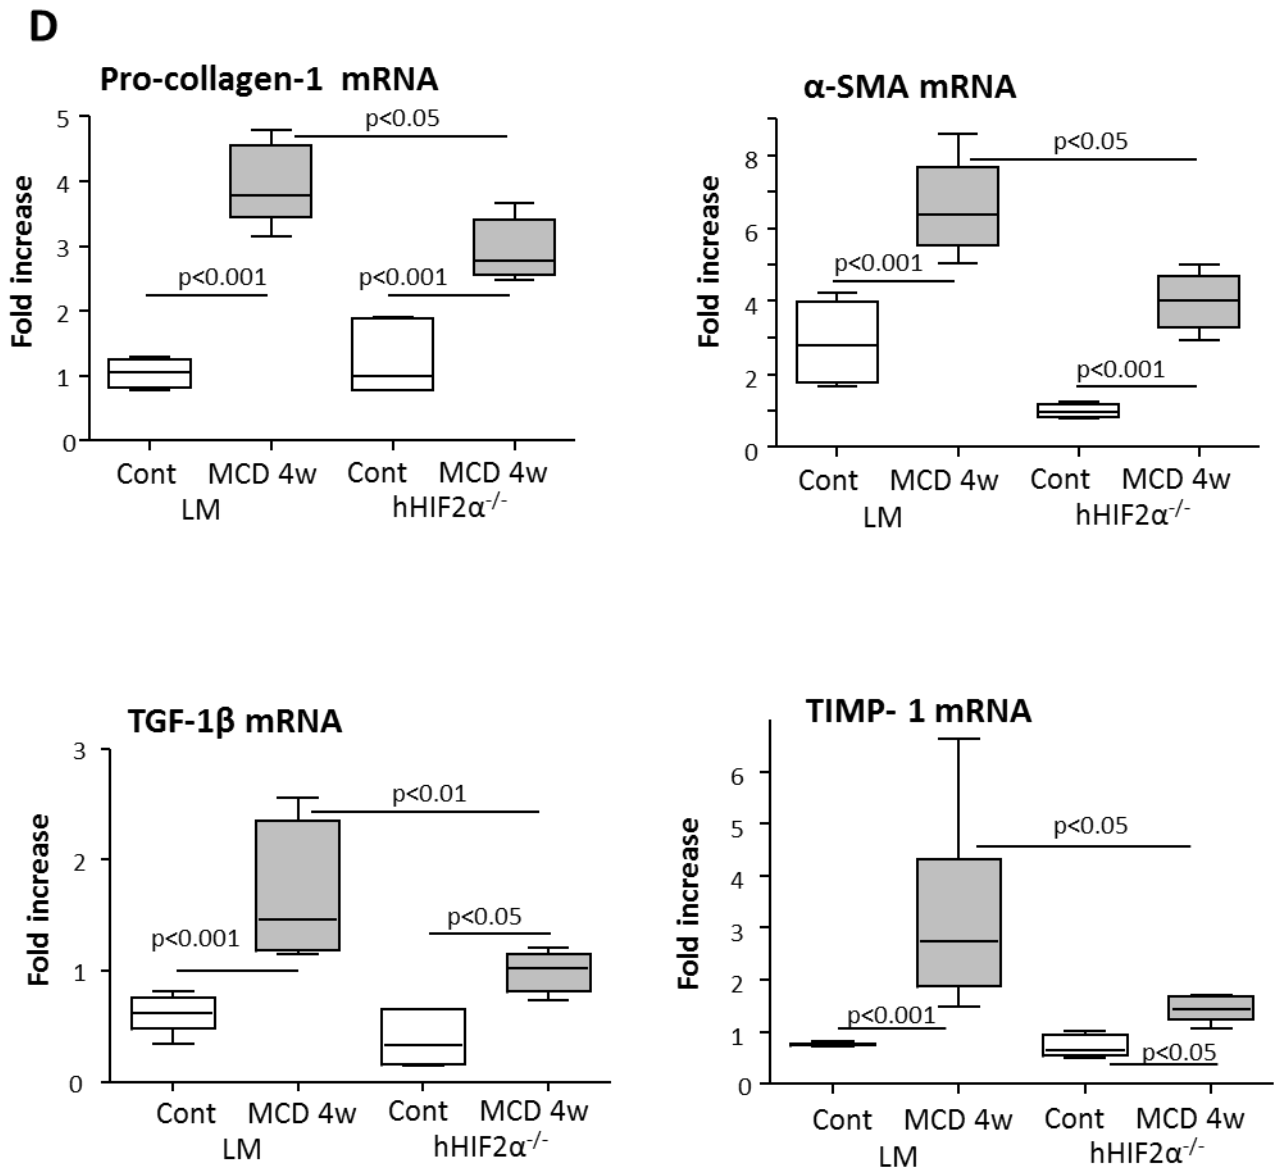 D
Pro-collagen-1 mRNA
Fold increase
5
4
3
2
1
0
p<0.05
p<0.001
p<0.001
Cont MCD 4w Cont MCD 4w
LM hHIF2α-/-
α-SMA mRNA
Fold increase
8
6
4
2
0
p<0.05
p<0.001
p<0.001
Cont MCD 4w Cont MCD 4w
LM hHIF2α-/-
TGF-1β mRNA
Fold increase
3
2
1
0
p<0.01
p<0.05
p<0.001
Cont MCD 4w Cont MCD 4w
LM hHIF2α-/-
TIMP- 1 mRNA
Fold increase
6
5
4
3
2
1
0
p<0.05
p<0.001
p<0.05
Cont MCD 4w Cont MCD 4w
LM hHIF2α-/-